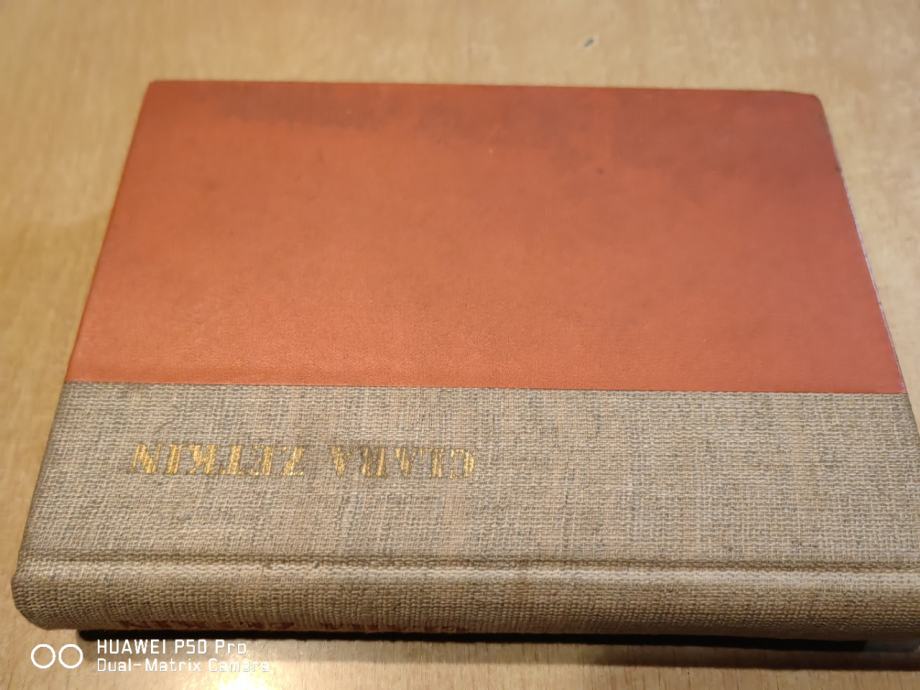 CLARA ZETKIN
HUAWEI P50 Pro
Dual-Matrix Camera